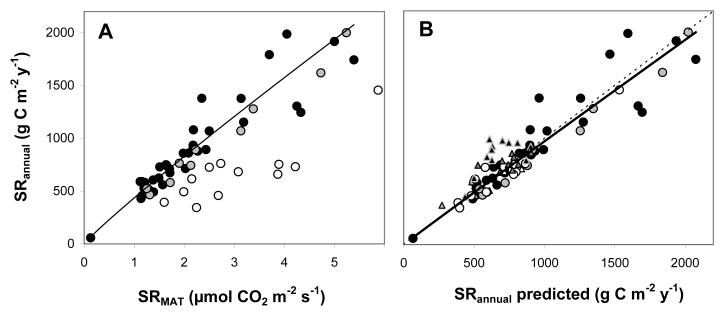 A
B
SRannual (g C m-2 y-1)
2000
1500
1000
500
0
0 1 2 3 4 5
0 500 1000 1500 2000
SRMAT (µmol CO2 m-2 s-1)
SRannual predicted (g C m-2 y-1)